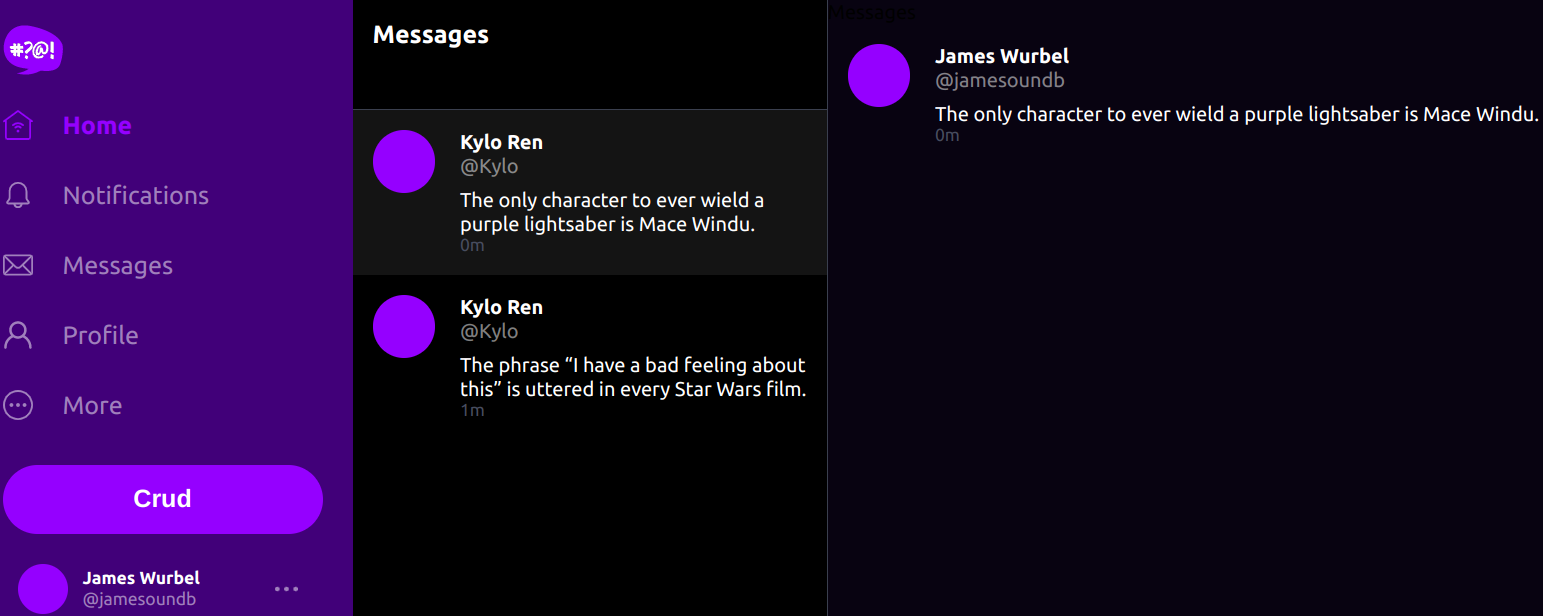 #?@!
Home
Notifications
Messages
Profile
More
Crud
James Wurbel
@jamesoundb
Messages
Kylo Ren
@Kylo
The only character to ever wield a
purple lightsaber is Mace Windu.
0m
Kylo Ren
@Kylo
The phrase “I have a bad feeling about
this” is uttered in every Star Wars film.
1m
Messages
James Wurbel
@jamesoundb
The only character to ever wield a purple lightsaber is Mace Windu.
0m